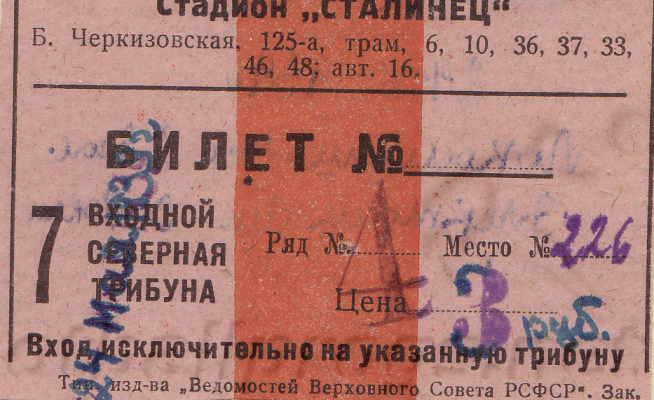 Стадион „СТАЛИНЕЦ“
Б. Черкизовская, 125-а, трам, 6, 10, 36, 37, 33,
46, 48; авт. 16.
БИЛЕТ №
7 ВХОДНОЙ
СЕВЕРНАЯ
ТРИБУНА
Ряд № 1 Место № 226
Цена 3 руб.
Вход исключительно на указанную трибуну
Тип. изд-ва „Ведомостей Верховного Совета РСФСР“. Зак.